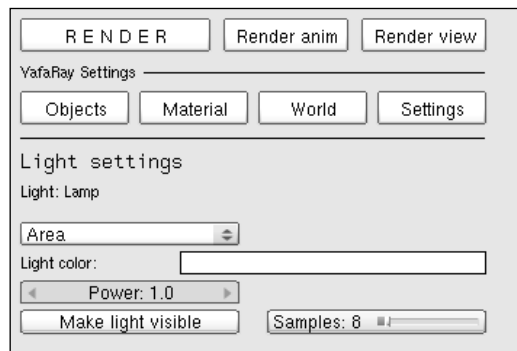 RENDER Render anim Render view
YafaRay Settings
Objects Material World Settings
Light settings
Light: Lamp
Area
Light color:
Power: 1.0
Make light visible Samples: 8